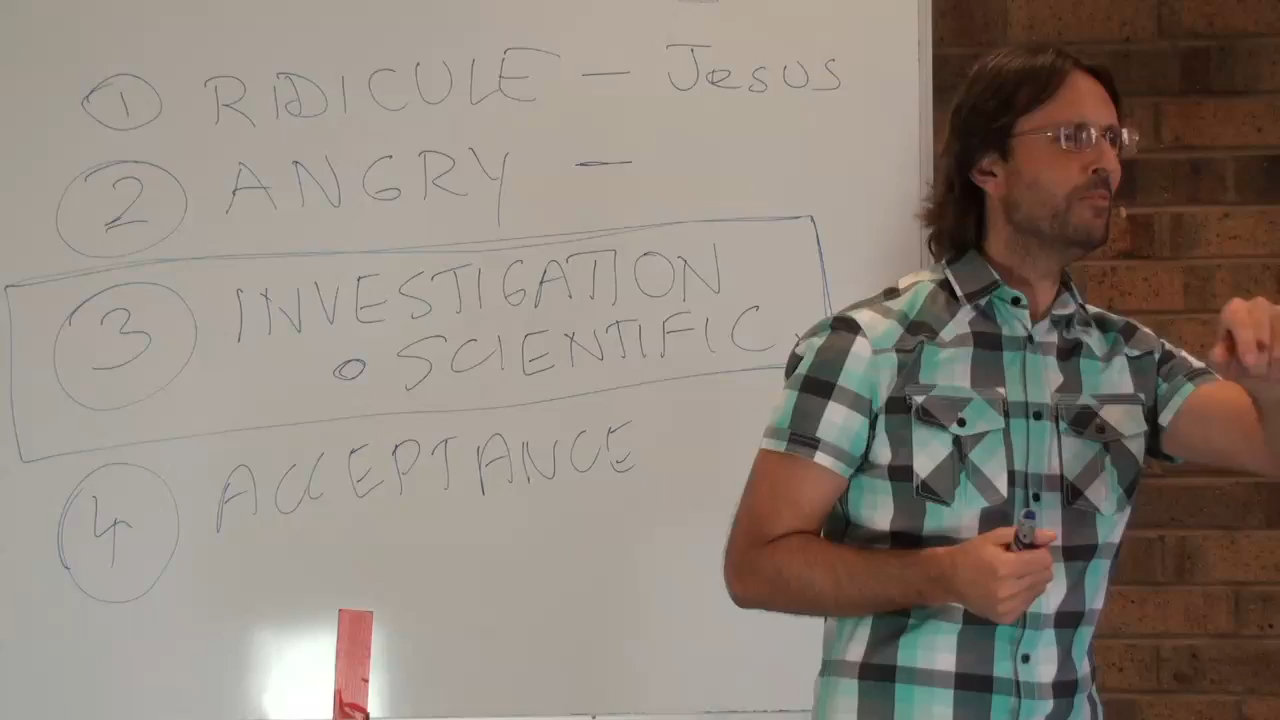 1 RIDICULE – Jesus
2 ANGRY –
3 INVESTIGATION
o SCIENTIFIC
4 ACCEPTANCE